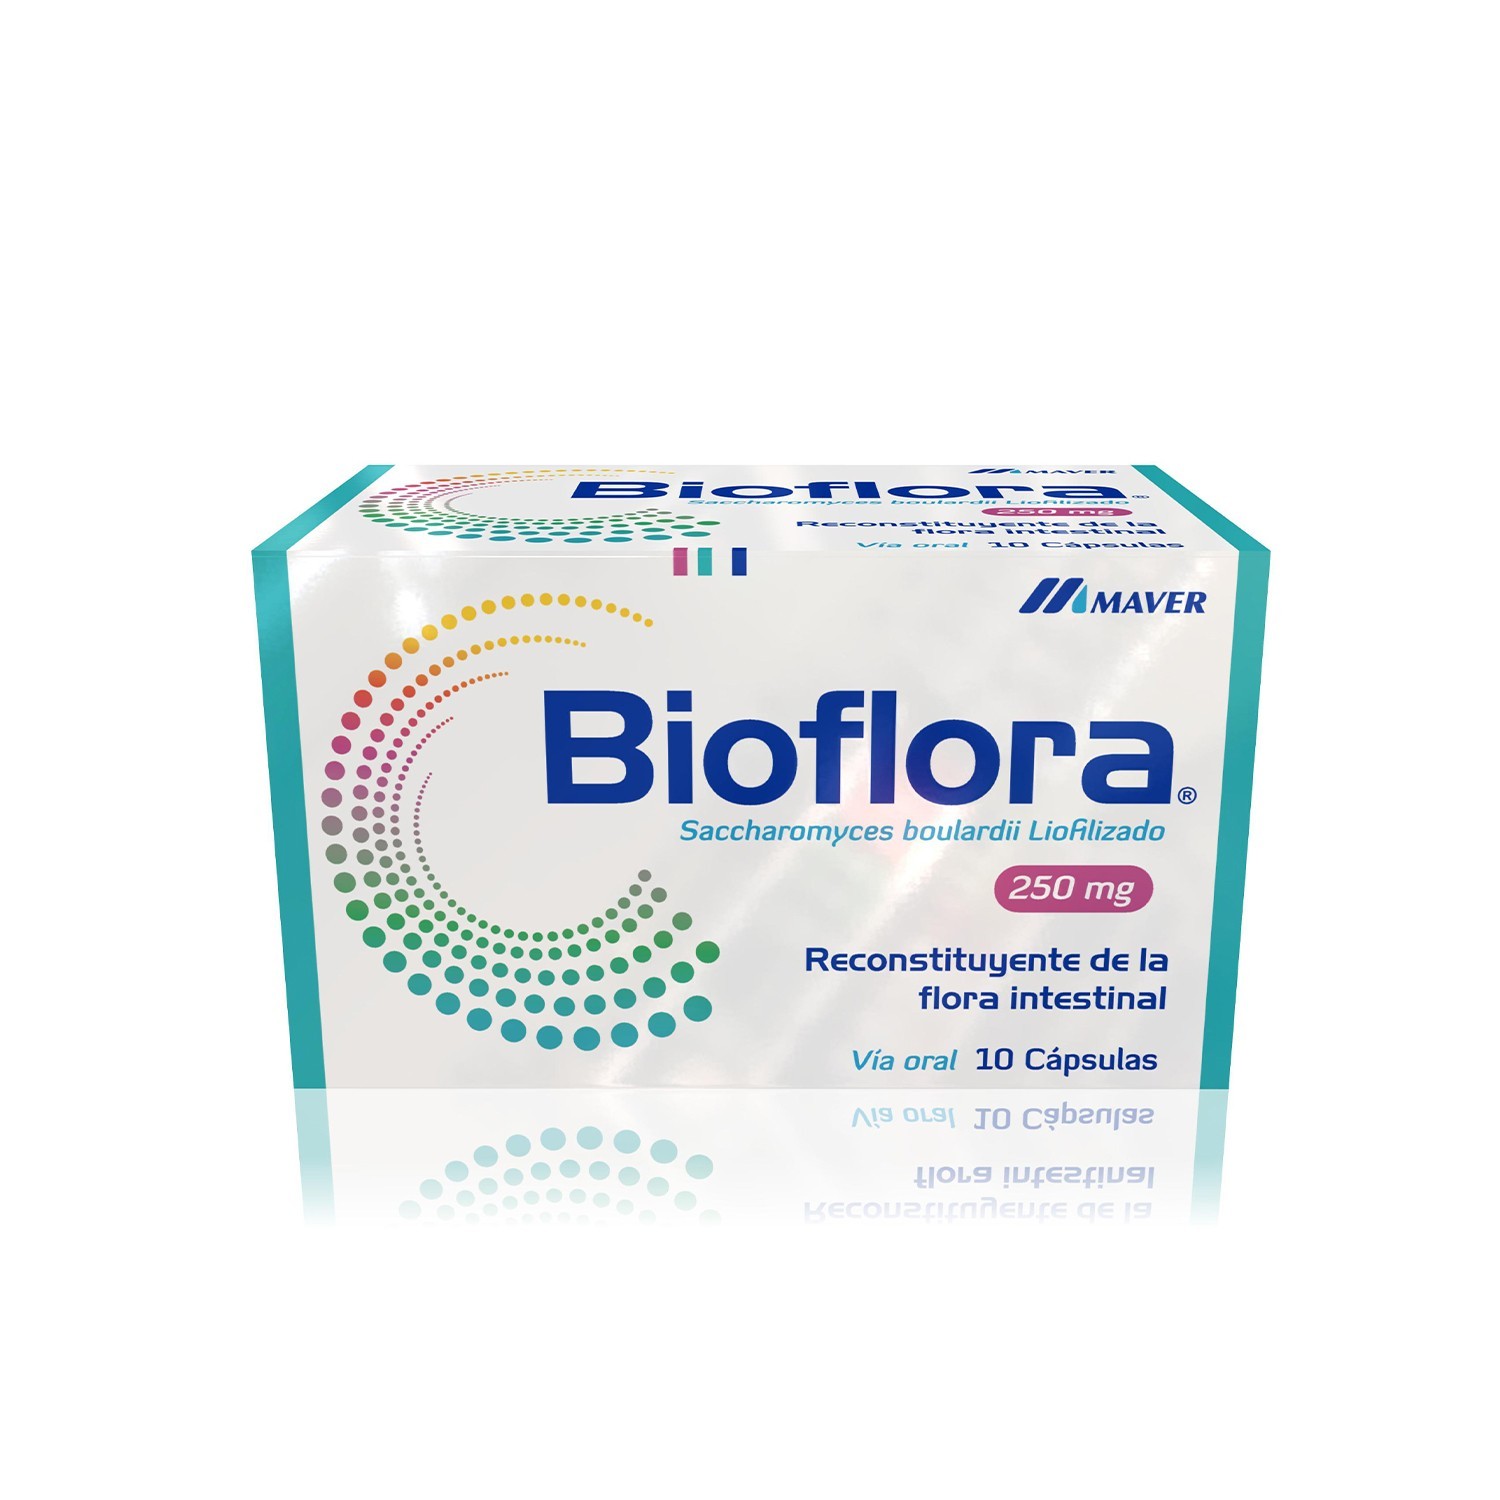 MAVER
Bioflora®
Saccharomyces boulardii Liofilizado
250 mg
Reconstituyente de la
flora intestinal
Vía oral 10 Cápsulas
MAVER
Bioflora®
Saccharomyces boulardii Liofilizado
250 mg
Reconstituyente de la
flora intestinal
Vía oral 10 Cápsulas